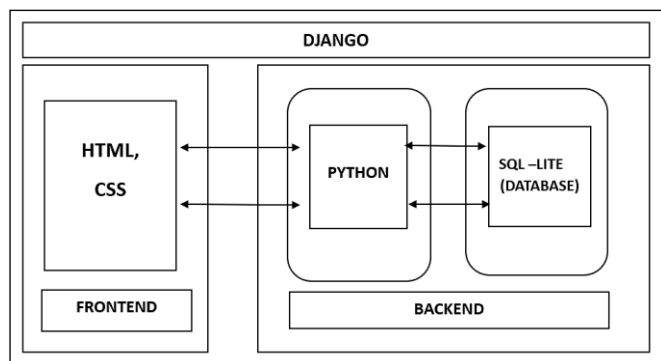 DJANGO
HTML,
CSS
FRONTEND
PYTHON
SQL –LITE
(DATABASE)
BACKEND